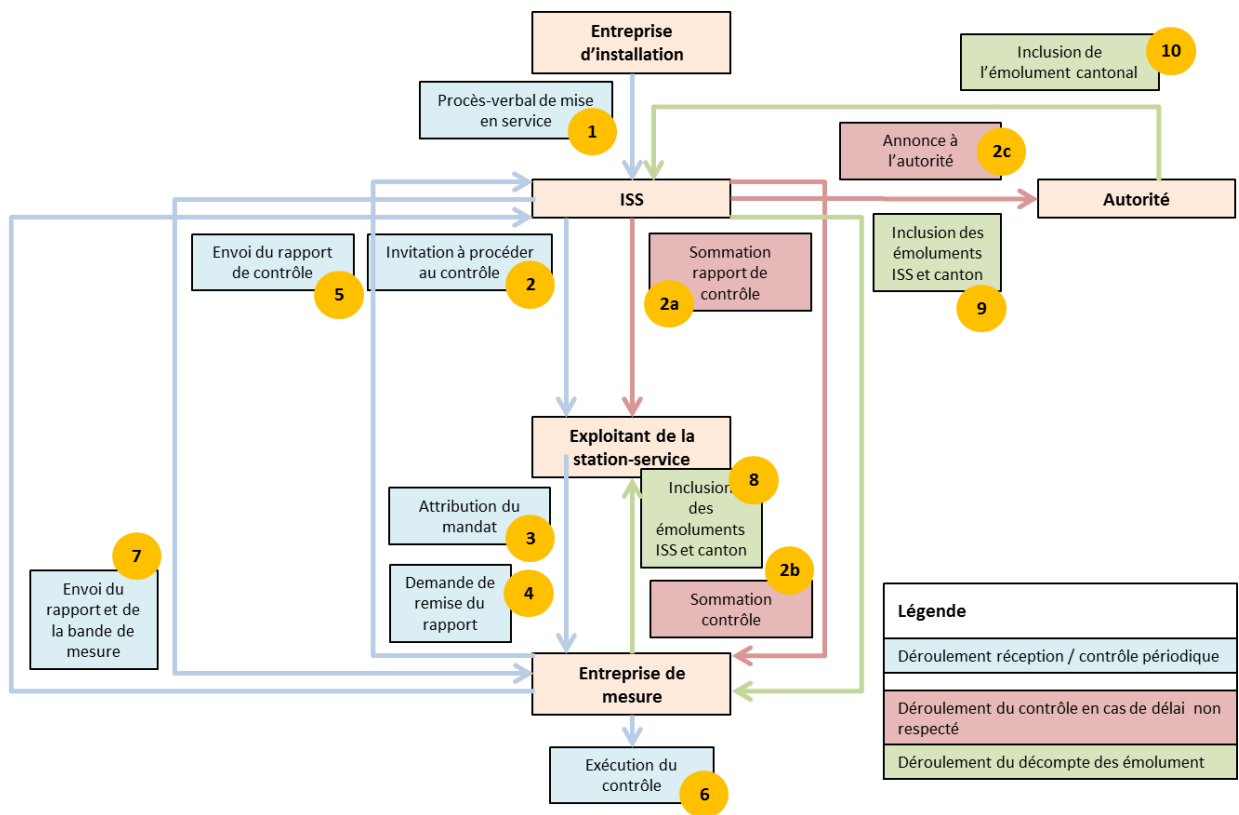 Entreprise
d'installation
Inclusion de
l'émolument cantonal
10
Procès-verbal de mise
en service
1
Annonce à
l'autorité
2c
ISS
Autorité
Envoi du rapport
de contrôle
5
Invitation à procéder
au contrôle
2
Sommation
rapport de
contrôle
2a
Inclusion des
émoluments
ISS et canton
9
Exploitant de la
station-service
Attribution du
mandat
3
Inclusion
des
émoluments
ISS et canton
8
Demande de
remise du
rapport
4
Sommation
contrôle
2b
7
Envoi du
rapport et de
la bande de
mesure
Entreprise de
mesure
Exécution du
contrôle
6
Légende
Déroulement réception / contrôle périodique
Déroulement du contrôle en cas de délai non
respecté
Déroulement du décompte des émolument